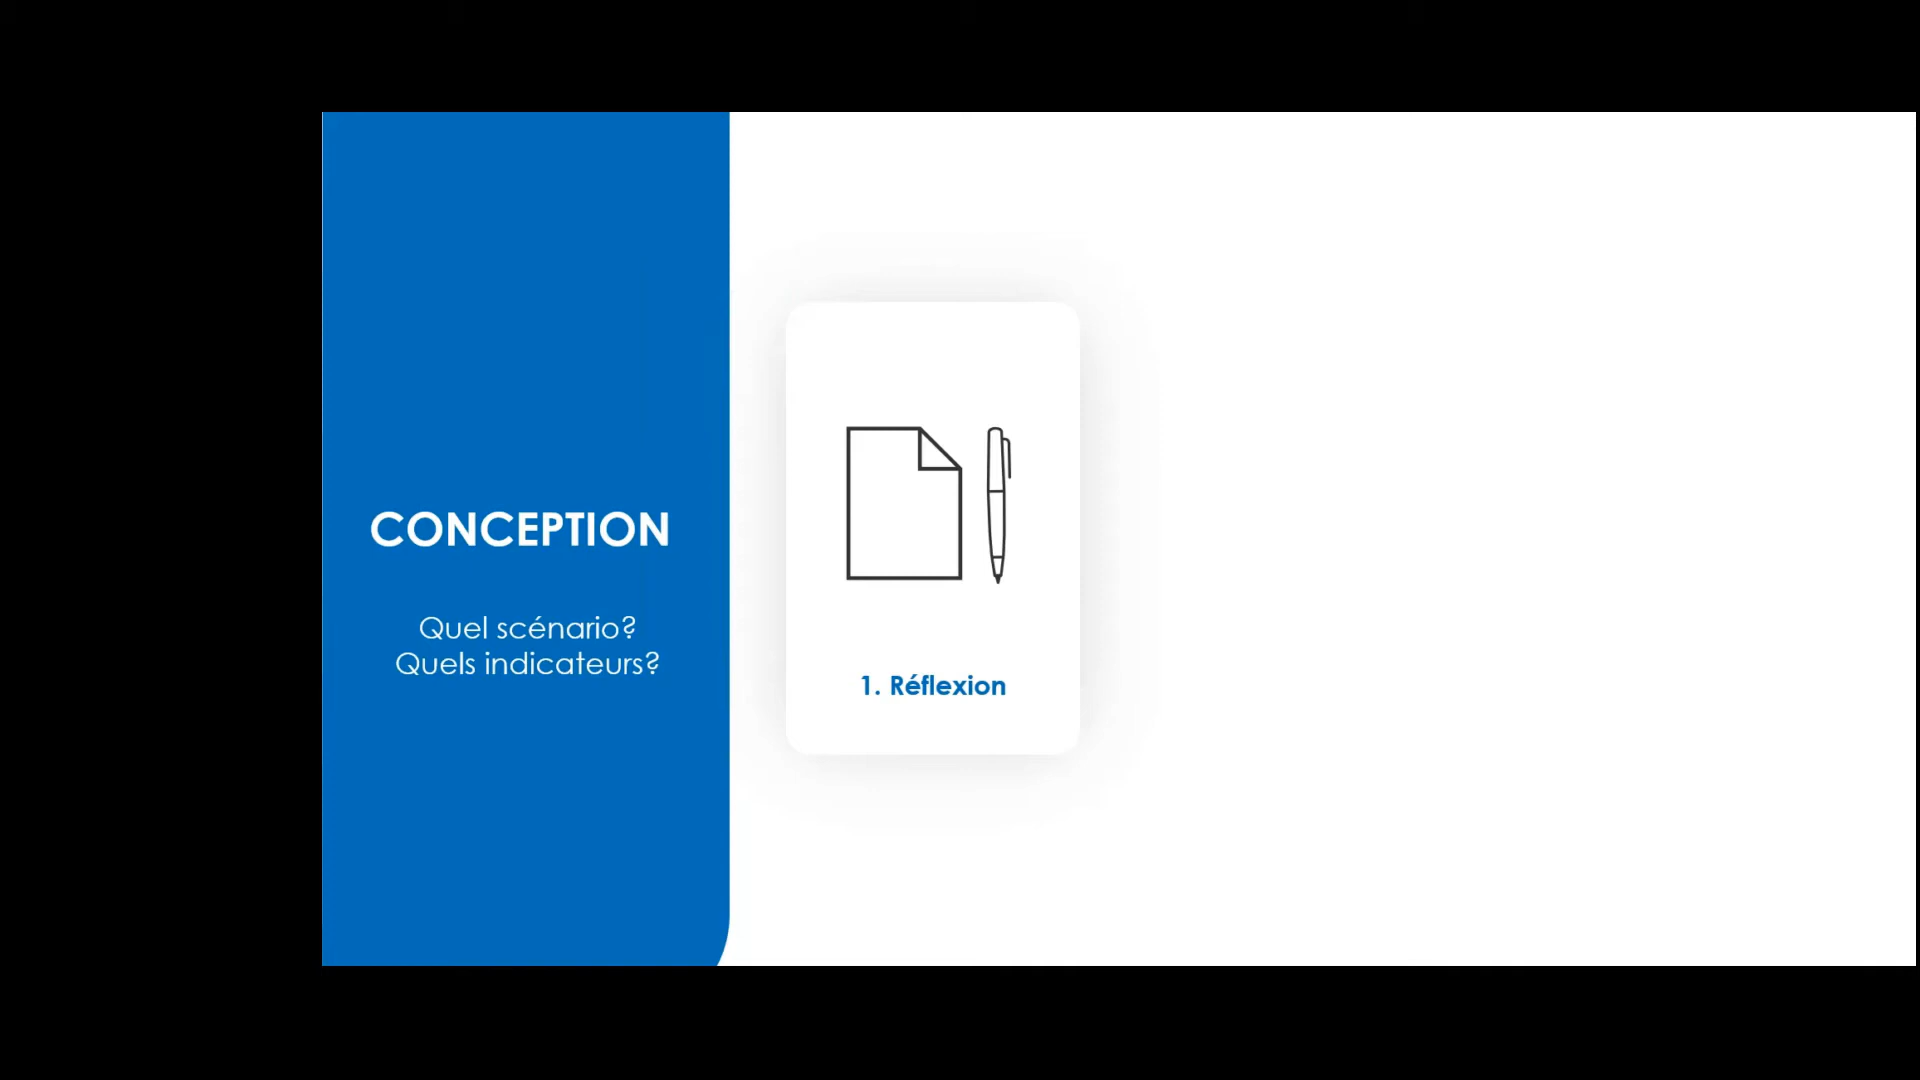 CONCEPTION
Quel scénario?
Quels indicateurs?
1. Réflexion